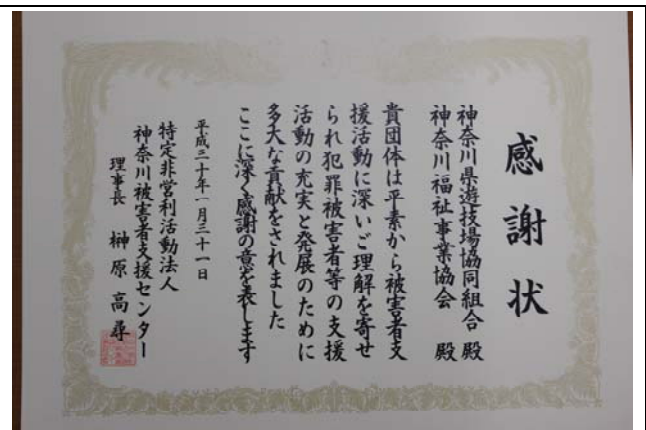 感謝状
神奈川県遊技場協同組合 殿
神奈川福祉事業協会 殿
貴団体は平素から被害者支
援活動に深いご理解を寄せ
られ犯罪被害者等の支援
活動の充実と発展のために
多大な貢献をされました
ここに深く感謝の意を表します
平成三十年一月三十一日
特定非営利活動法人
神奈川被害者支援センター
理事長 榊原高尋